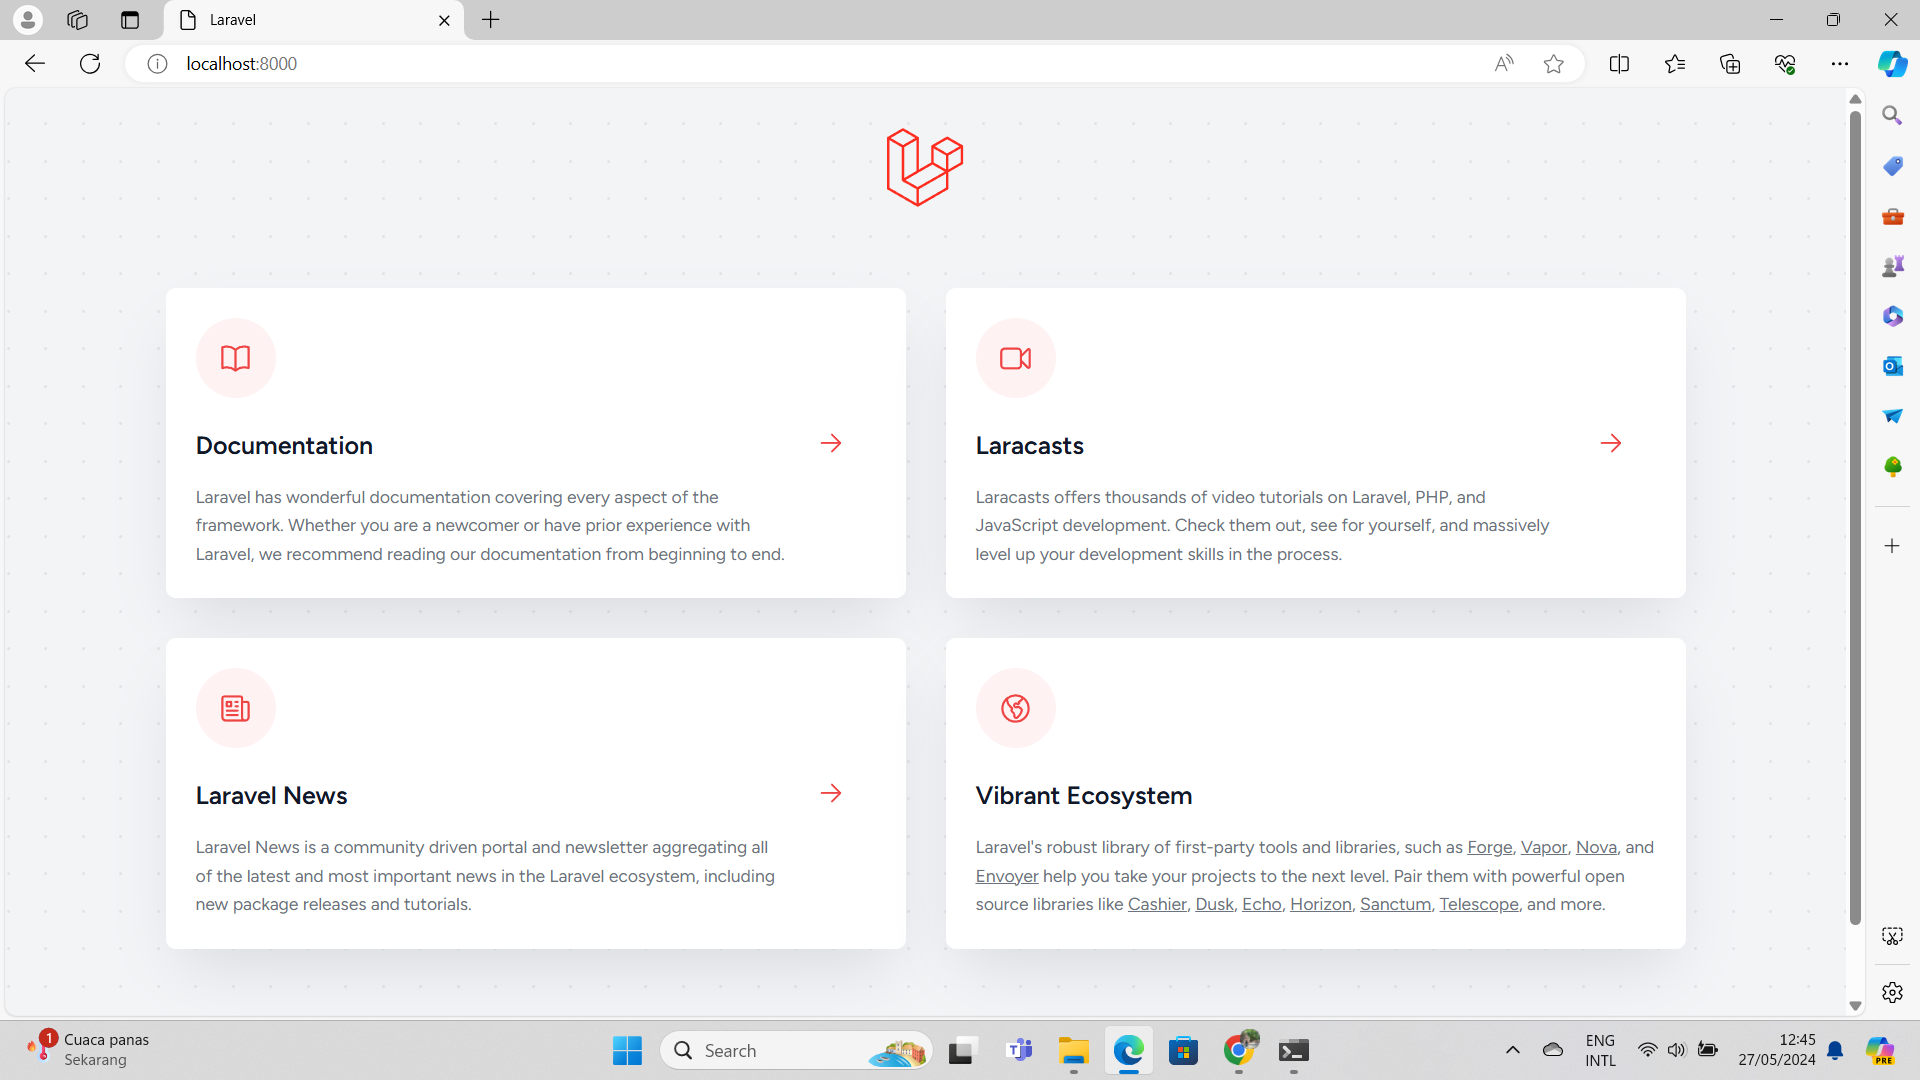 Laravel
localhost:8000
Documentation
Laravel has wonderful documentation covering every aspect of the
framework. Whether you are a newcomer or have prior experience with
Laravel, we recommend reading our documentation from beginning to end.
Laracasts
Laracasts offers thousands of video tutorials on Laravel, PHP, and
JavaScript development. Check them out, see for yourself, and massively
level up your development skills in the process.
Laravel News
Laravel News is a community driven portal and newsletter aggregating all
of the latest and most important news in the Laravel ecosystem, including
new package releases and tutorials.
Vibrant Ecosystem
Laravel's robust library of first-party tools and libraries, such as Forge, Vapor, Nova, and
Envoyer help you take your projects to the next level. Pair them with powerful open
source libraries like Cashier, Dusk, Echo, Horizon, Sanctum, Telescope, and more.
1
Cuaca panas
Sekarang
Search
ENG
INTL
12:45
27/05/2024
PRE